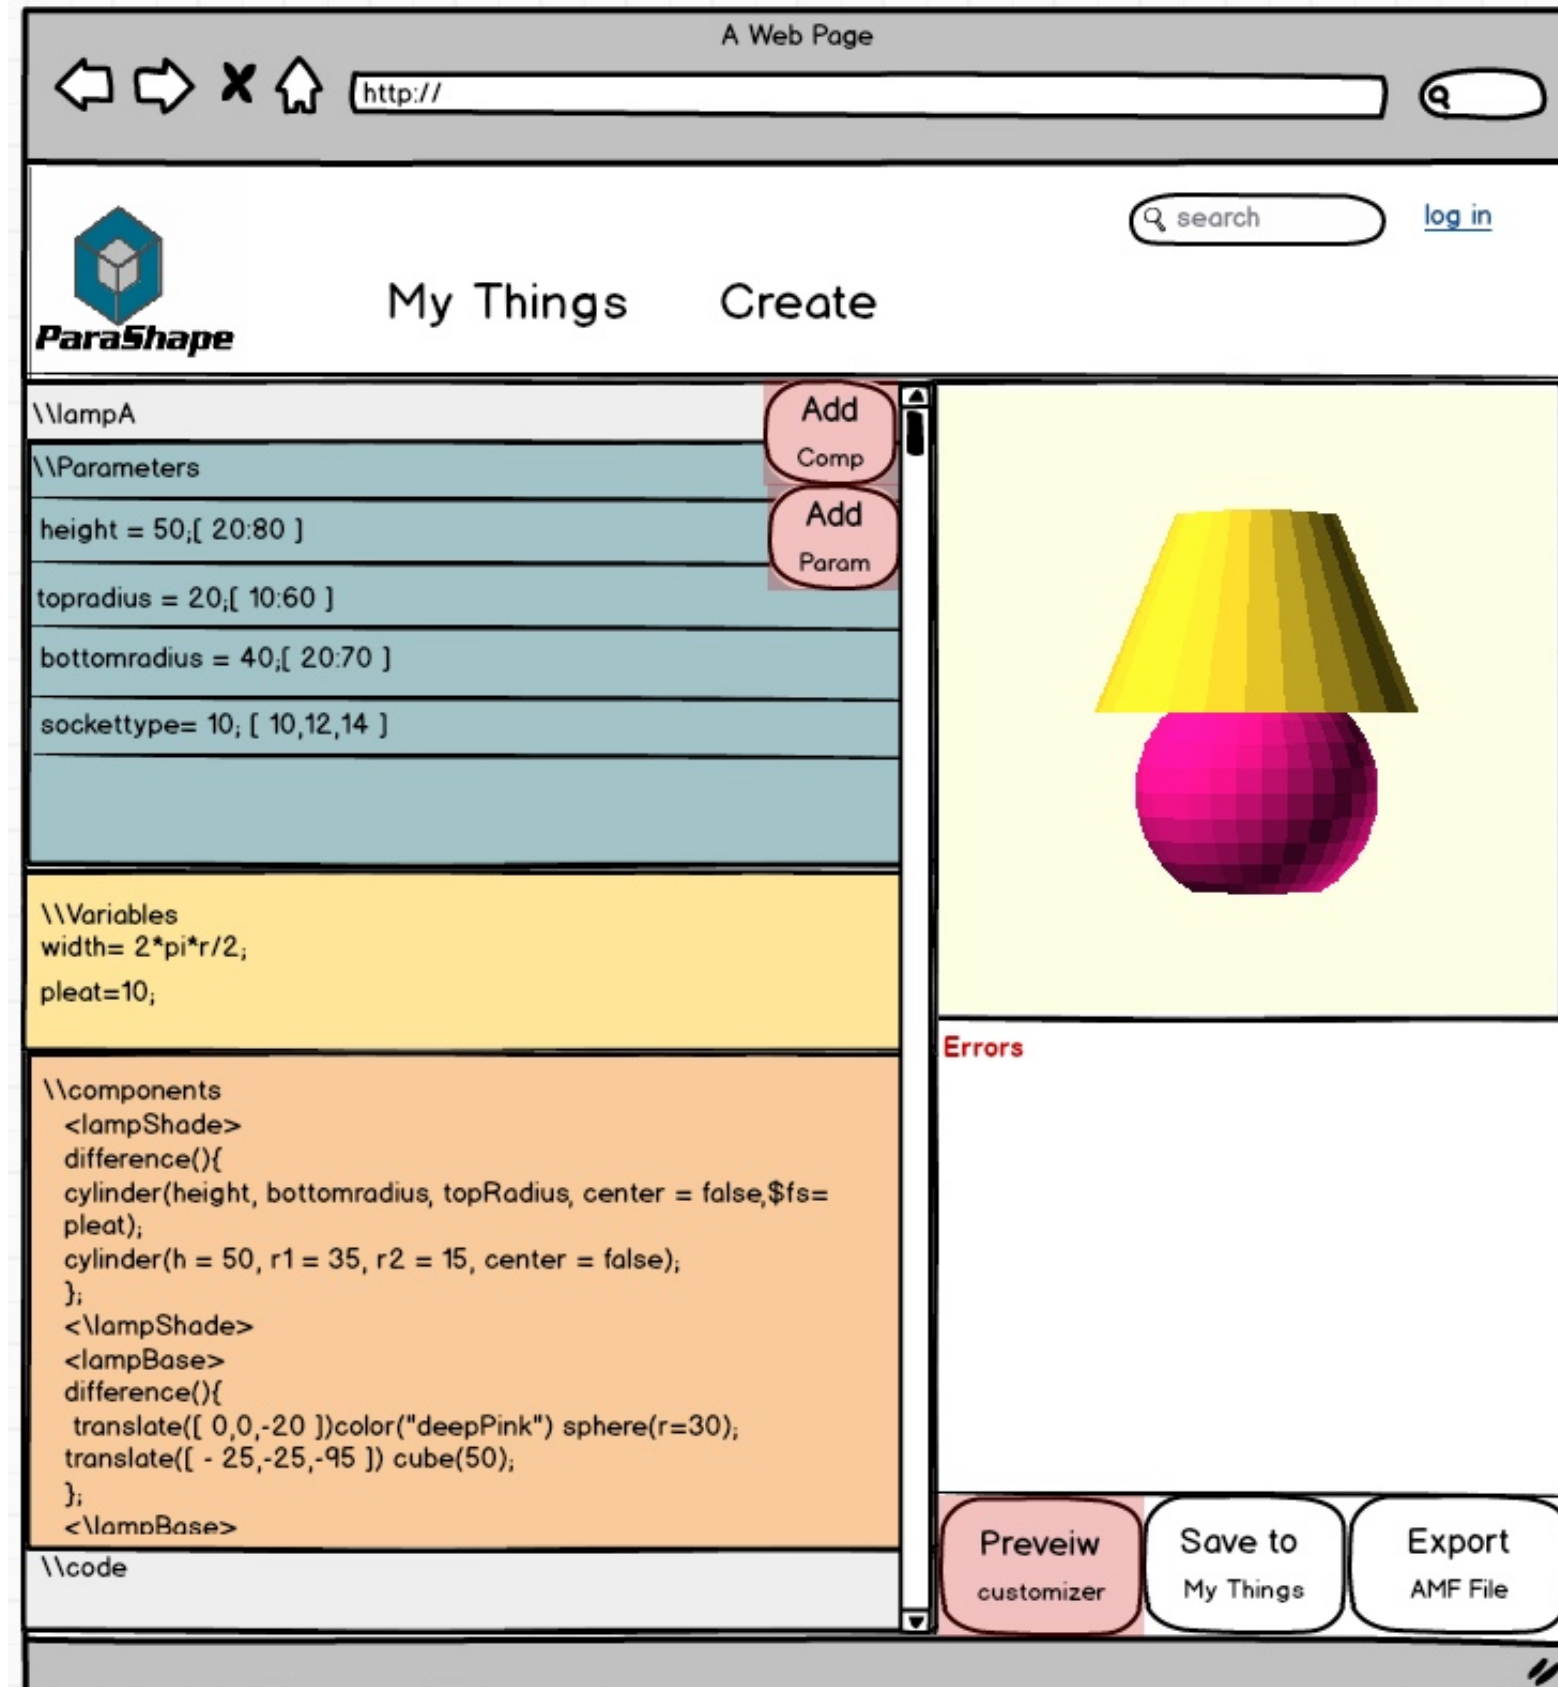 A Web Page
http://
search
log in
ParaShape
My Things
Create
\\lampA
Add
Comp
\\Parameters
Add
Param
height = 50;[ 20:80 ]
topradius = 20;[ 10:60 ]
bottomradius = 40;[ 20:70 ]
sockettype= 10; [ 10,12,14 ]
\\Variables
width= 2*pi*r/2;
pleat=10;
\\components
<lampShade>
difference(){
cylinder(height, bottomradius, topRadius, center = false,$fs=
pleat);
cylinder(h = 50, r1 = 35, r2 = 15, center = false);
};
<\lampShade>
<lampBase>
difference(){
translate([ 0,0,-20 ])color("deepPink") sphere(r=30);
translate([ - 25,-25,-95 ]) cube(50);
};
<\lampBase>
\\code
Errors
Preveiw
customizer
Save to
My Things
Export
AMF File